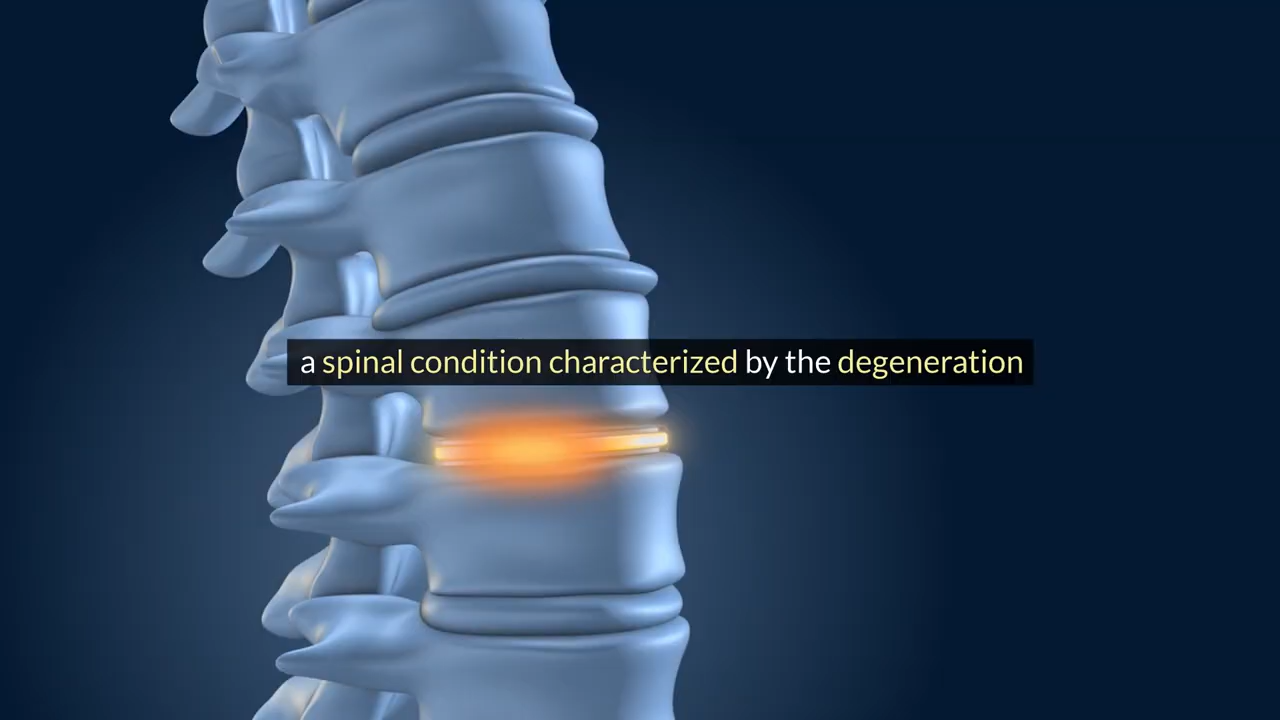 a spinal condition characterized by the degeneration